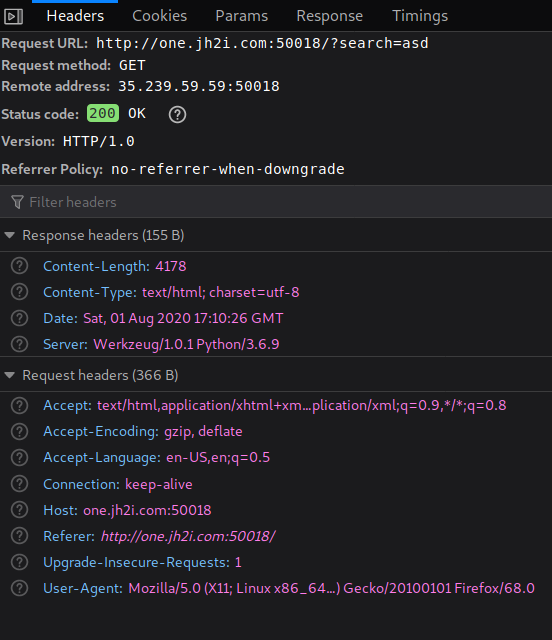 Headers Cookies Params Response Timings
Request URL: http://one.jh2i.com:50018/?search=asd
Request method: GET
Remote address: 35.239.59.59:50018
Status code: 200 OK ?
Version: HTTP/1.0
Referrer Policy: no-referrer-when-downgrade
Filter headers
Response headers (155 B)
? Content-Length: 4178
? Content-Type: text/html; charset=utf-8
? Date: Sat, 01 Aug 2020 17:10:26 GMT
? Server: Werkzeug/1.0.1 Python/3.6.9
Request headers (366 B)
? Accept: text/html,application/xhtml+xm…plication/xml;q=0.9,*/*;q=0.8
? Accept-Encoding: gzip, deflate
? Accept-Language: en-US,en;q=0.5
? Connection: keep-alive
? Host: one.jh2i.com:50018
? Referer: http://one.jh2i.com:50018/
? Upgrade-Insecure-Requests: 1
? User-Agent: Mozilla/5.0 (X11; Linux x86_64…) Gecko/20100101 Firefox/68.0